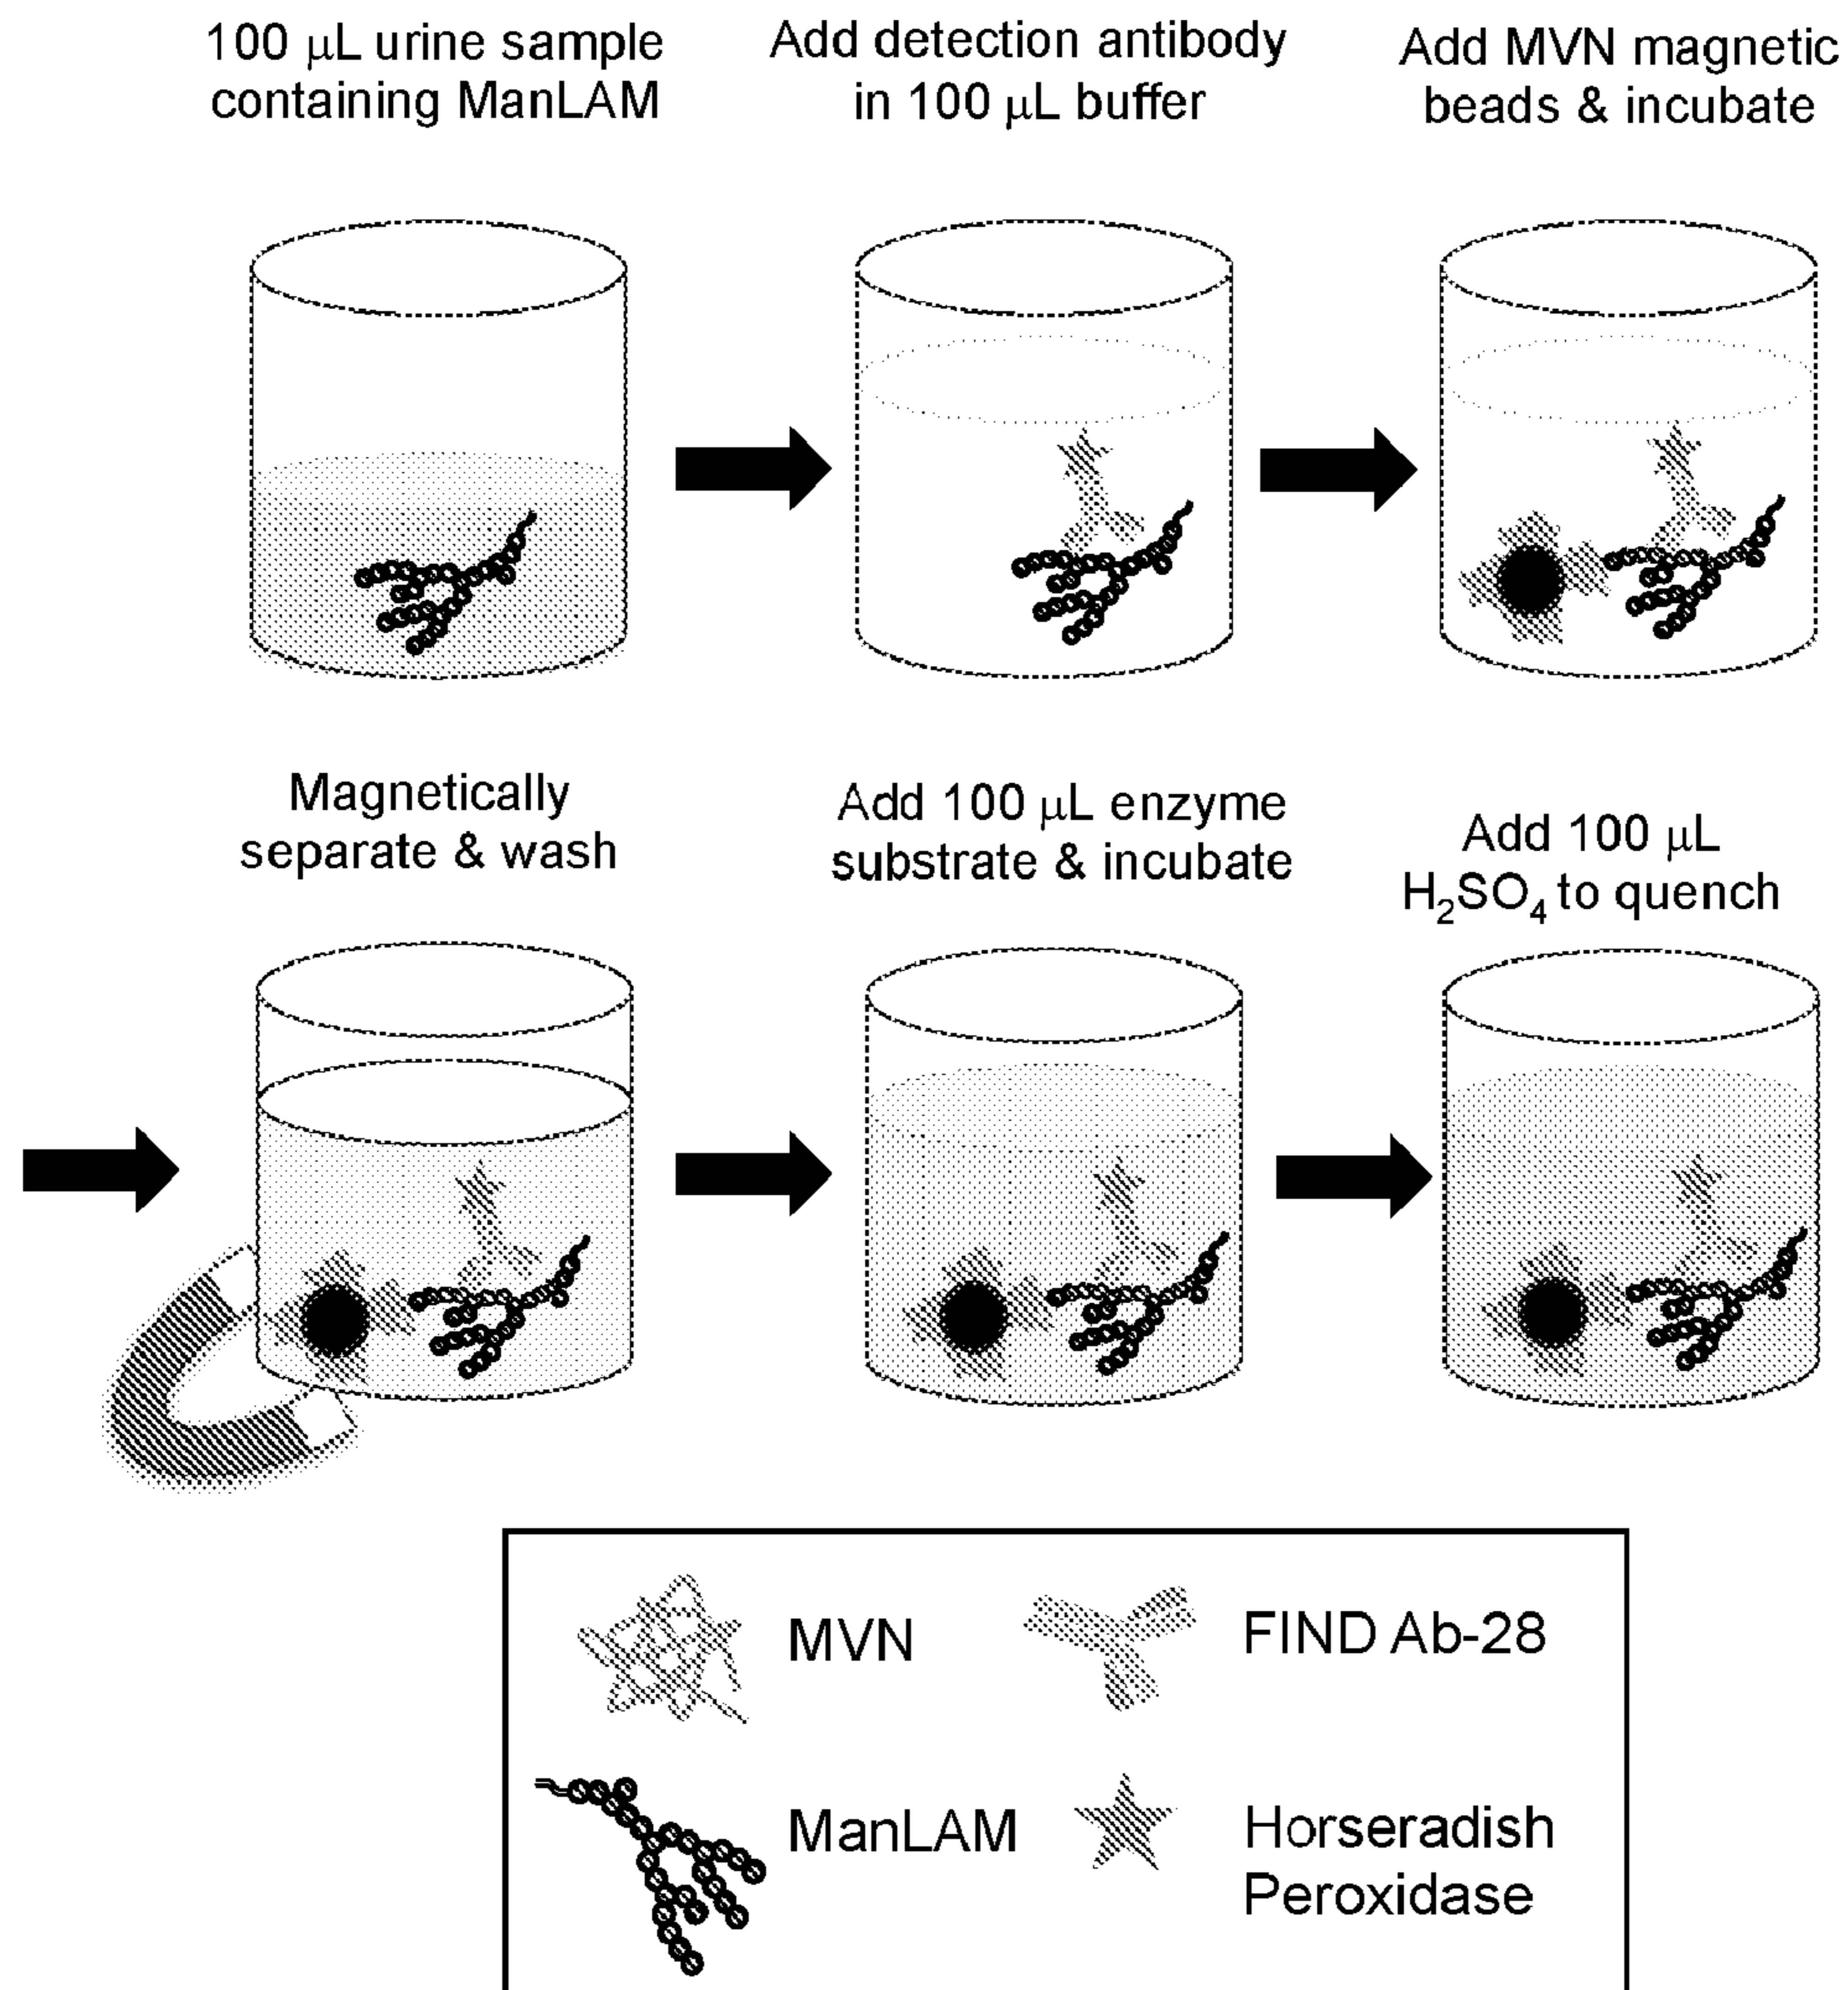 100 μL urine sample
containing ManLAM
Add detection antibody
in 100 μL buffer
Add MVN magnetic
beads & incubate
Magnetically
separate & wash
Add 100 μL enzyme
substrate & incubate
Add 100 μL
H₂SO₄ to quench
MVN
FIND Ab-28
ManLAM
Horseradish
Peroxidase